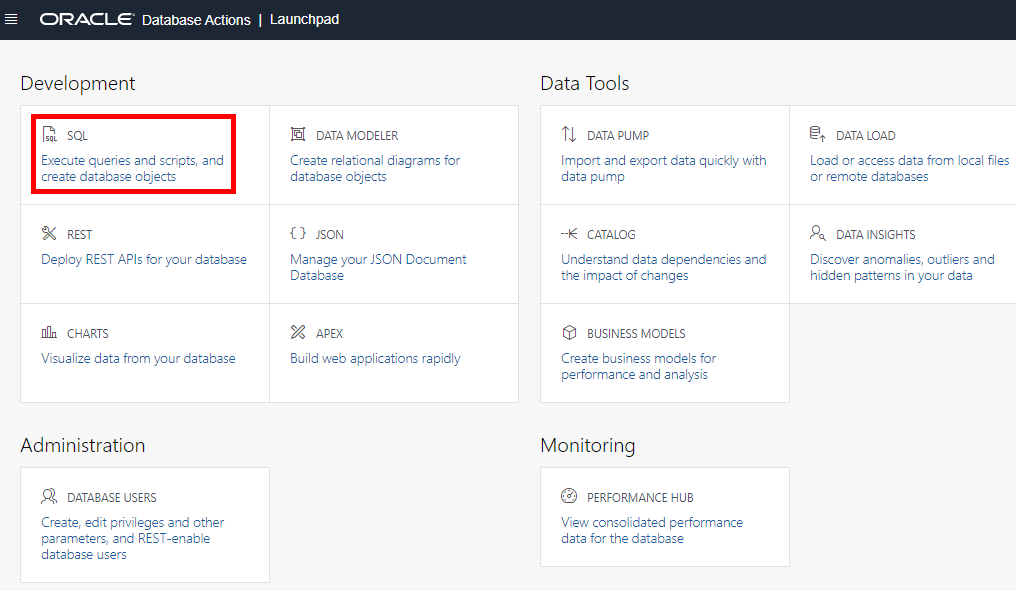 ORACLE Database Actions | Launchpad
Development
SQL
Execute queries and scripts, and
create database objects
DATA MODELER
Create relational diagrams for
database objects
REST
Deploy REST APIs for your database
JSON
Manage your JSON Document
Database
CHARTS
Visualize data from your database
APEX
Build web applications rapidly
Data Tools
DATA PUMP
Import and export data quickly with
data pump
DATA LOAD
Load or access data from local files
or remote databases
CATALOG
Understand data dependencies and
the impact of changes
DATA INSIGHTS
Discover anomalies, outliers and
hidden patterns in your data
BUSINESS MODELS
Create business models for
performance and analysis
Administration
DATABASE USERS
Create, edit privileges and other
parameters, and REST-enable
database users
Monitoring
PERFORMANCE HUB
View consolidated performance
data for the database